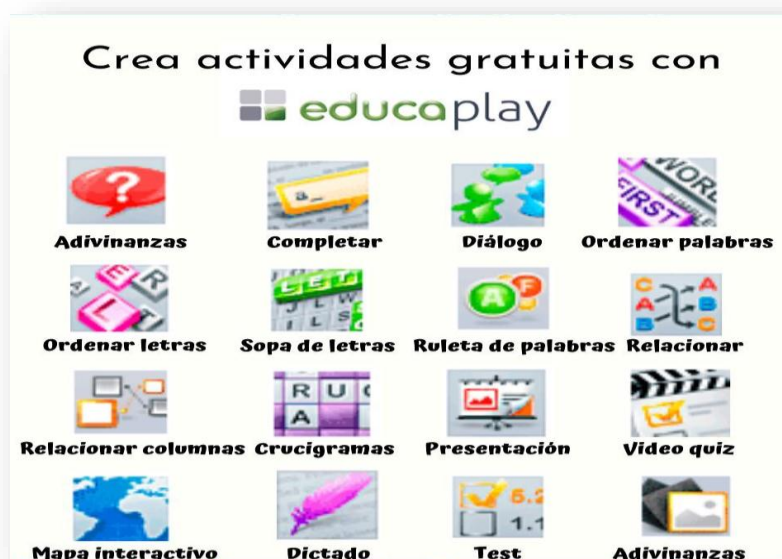 Crea actividades gratuitas con
educaplay
Adivinanzas Completar Diálogo Ordenar palabras
Ordenar letras Sopa de letras Ruleta de palabras Relacionar
Relacionar columnas Crucigramas Presentación Video quiz
Mapa interactivo Dictado Test Adivinanzas